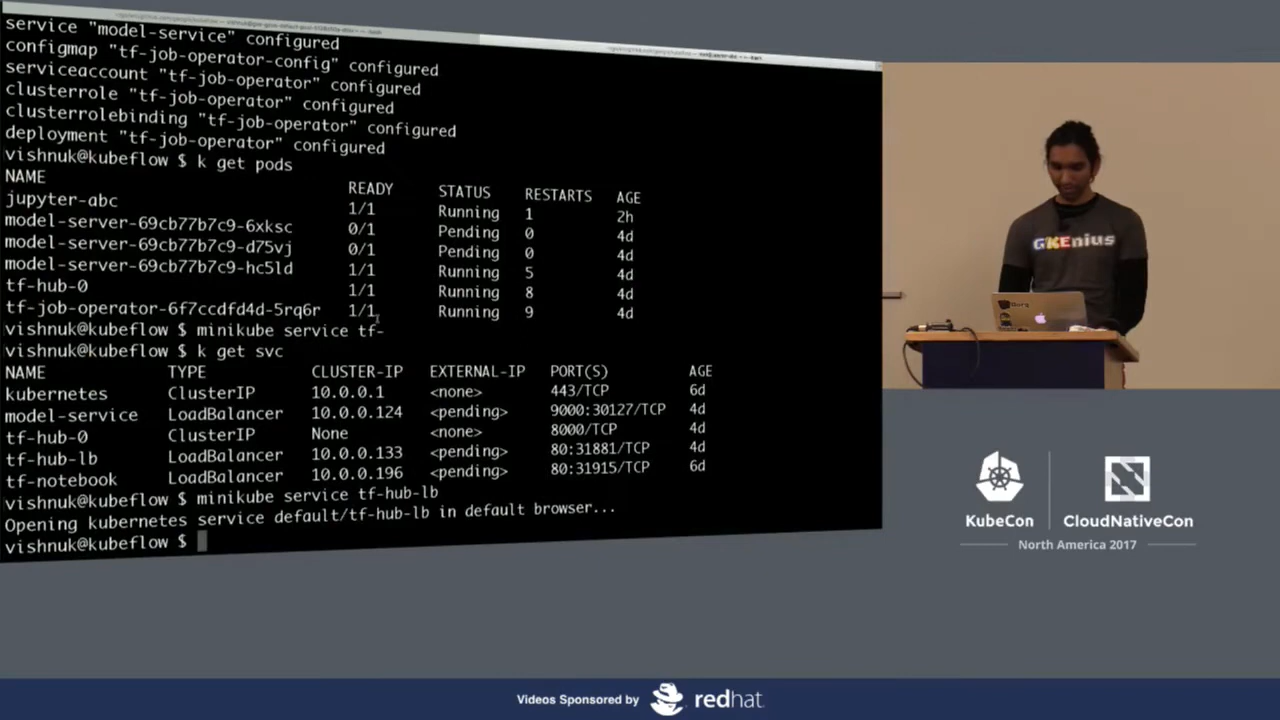 service "model-service" configured
configmap "tf-job-operator-config" configured
serviceaccount "tf-job-operator" configured
clusterrole "tf-job-operator" configured
clusterrolebinding "tf-job-operator" configured
deployment "tf-job-operator" configured
vishnuk@kubeflow $ k get pods
NAME READY STATUS RESTARTS AGE
jupyter-abc 1/1 Running 1 2h
model-server-69cb77b7c9-6xksc 0/1 Pending 0 4d
model-server-69cb77b7c9-d75vj 0/1 Pending 0 4d
model-server-69cb77b7c9-hc5ld 1/1 Running 5 4d
tf-hub-0 1/1 Running 8 4d
tf-job-operator-6f7ccdfd4d-5rq6r 1/1 Running 9 4d
vishnuk@kubeflow $ minikube service tf-
vishnuk@kubeflow $ k get svc
NAME TYPE CLUSTER-IP EXTERNAL-IP PORT(S) AGE
kubernetes ClusterIP 10.0.0.1 <none> 443/TCP 6d
model-service LoadBalancer 10.0.0.124 <pending> 9000:30127/TCP 4d
tf-hub-0 ClusterIP None <none> 8000/TCP 4d
tf-hub-lb LoadBalancer 10.0.0.133 <pending> 80:31881/TCP 4d
tf-notebook LoadBalancer 10.0.0.196 <pending> 80:31915/TCP 6d
vishnuk@kubeflow $ minikube service tf-hub-lb
Opening kubernetes service default/tf-hub-lb in default browser...
vishnuk@kubeflow $
GKEnius
KubeCon
CloudNativeCon
North America 2017
Videos Sponsored by
redhat.